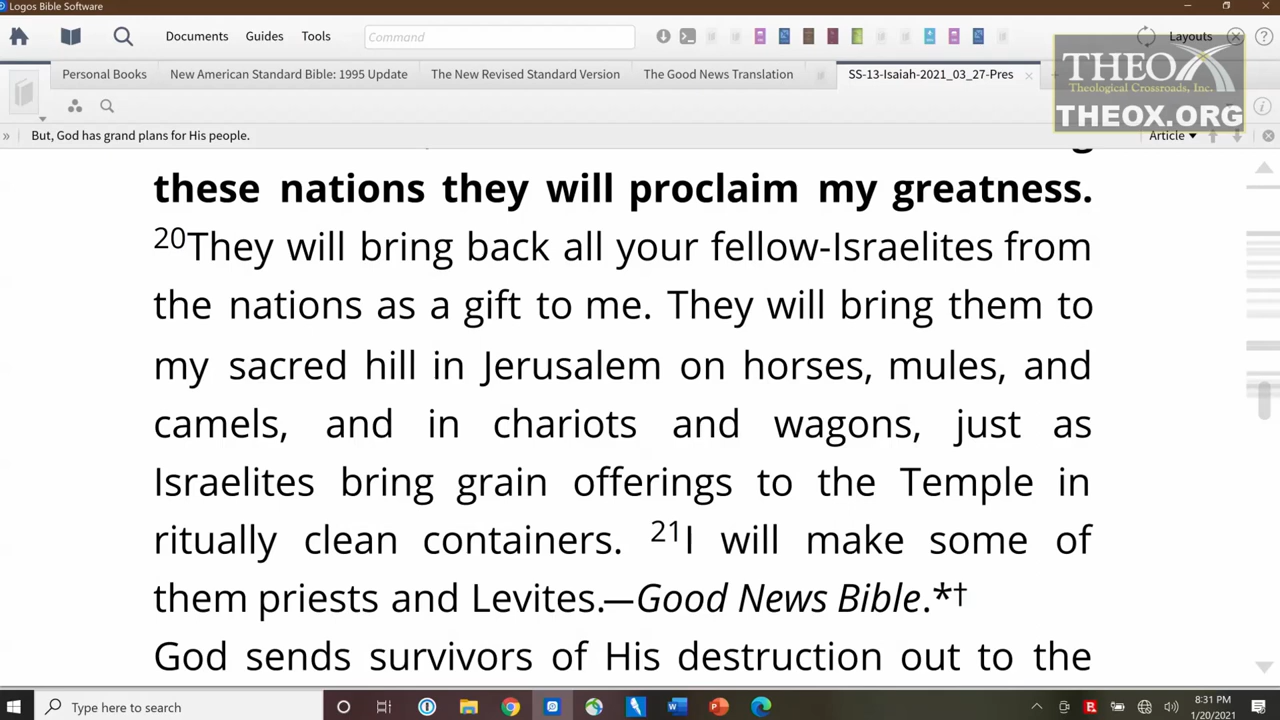 Logos Bible Software
Documents Guides Tools Command Layouts
Personal Books New American Standard Bible: 1995 Update The New Revised Standard Version The Good News Translation SS-13-Isaiah-2021_03_27-Pres
THEOX
Theological Crossroads, Inc.
THEOX.ORG
» But, God has grand plans for His people. Article
these nations they will proclaim my greatness.
20They will bring back all your fellow-Israelites from
the nations as a gift to me. They will bring them to
my sacred hill in Jerusalem on horses, mules, and
camels, and in chariots and wagons, just as
Israelites bring grain offerings to the Temple in
ritually clean containers. 21I will make some of
them priests and Levites.—Good News Bible.*†
God sends survivors of His destruction out to the
Type here to search
8:31 PM
1/20/2021